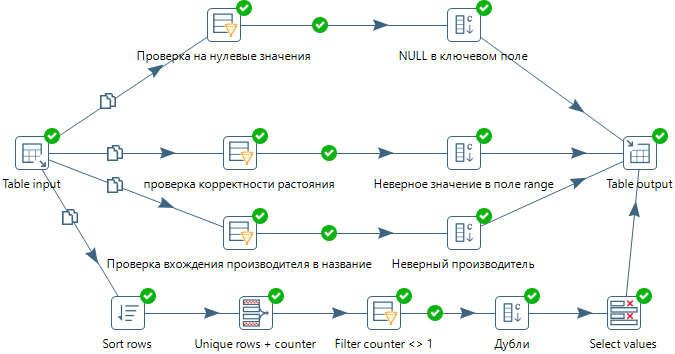 Проверка на нулевые значения
NULL в ключевом поле
Table input
проверка корректности растояния
Неверное значение в поле range
Table output
Проверка вхождения производителя в название
Неверный производитель
Sort rows
Unique rows + counter
Filter counter <> 1
Дубли
Select values